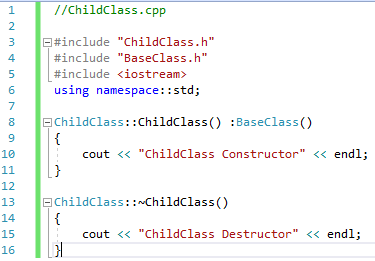 1 //ChildClass.cpp
2
3 #include "ChildClass.h"
4 #include "BaseClass.h"
5 #include <iostream>
6 using namespace::std;
7
8 ChildClass::ChildClass() :BaseClass()
9 {
10 cout << "ChildClass Constructor" << endl;
11 }
12
13 ChildClass::~ChildClass()
14 {
15 cout << "ChildClass Destructor" << endl;
16 }